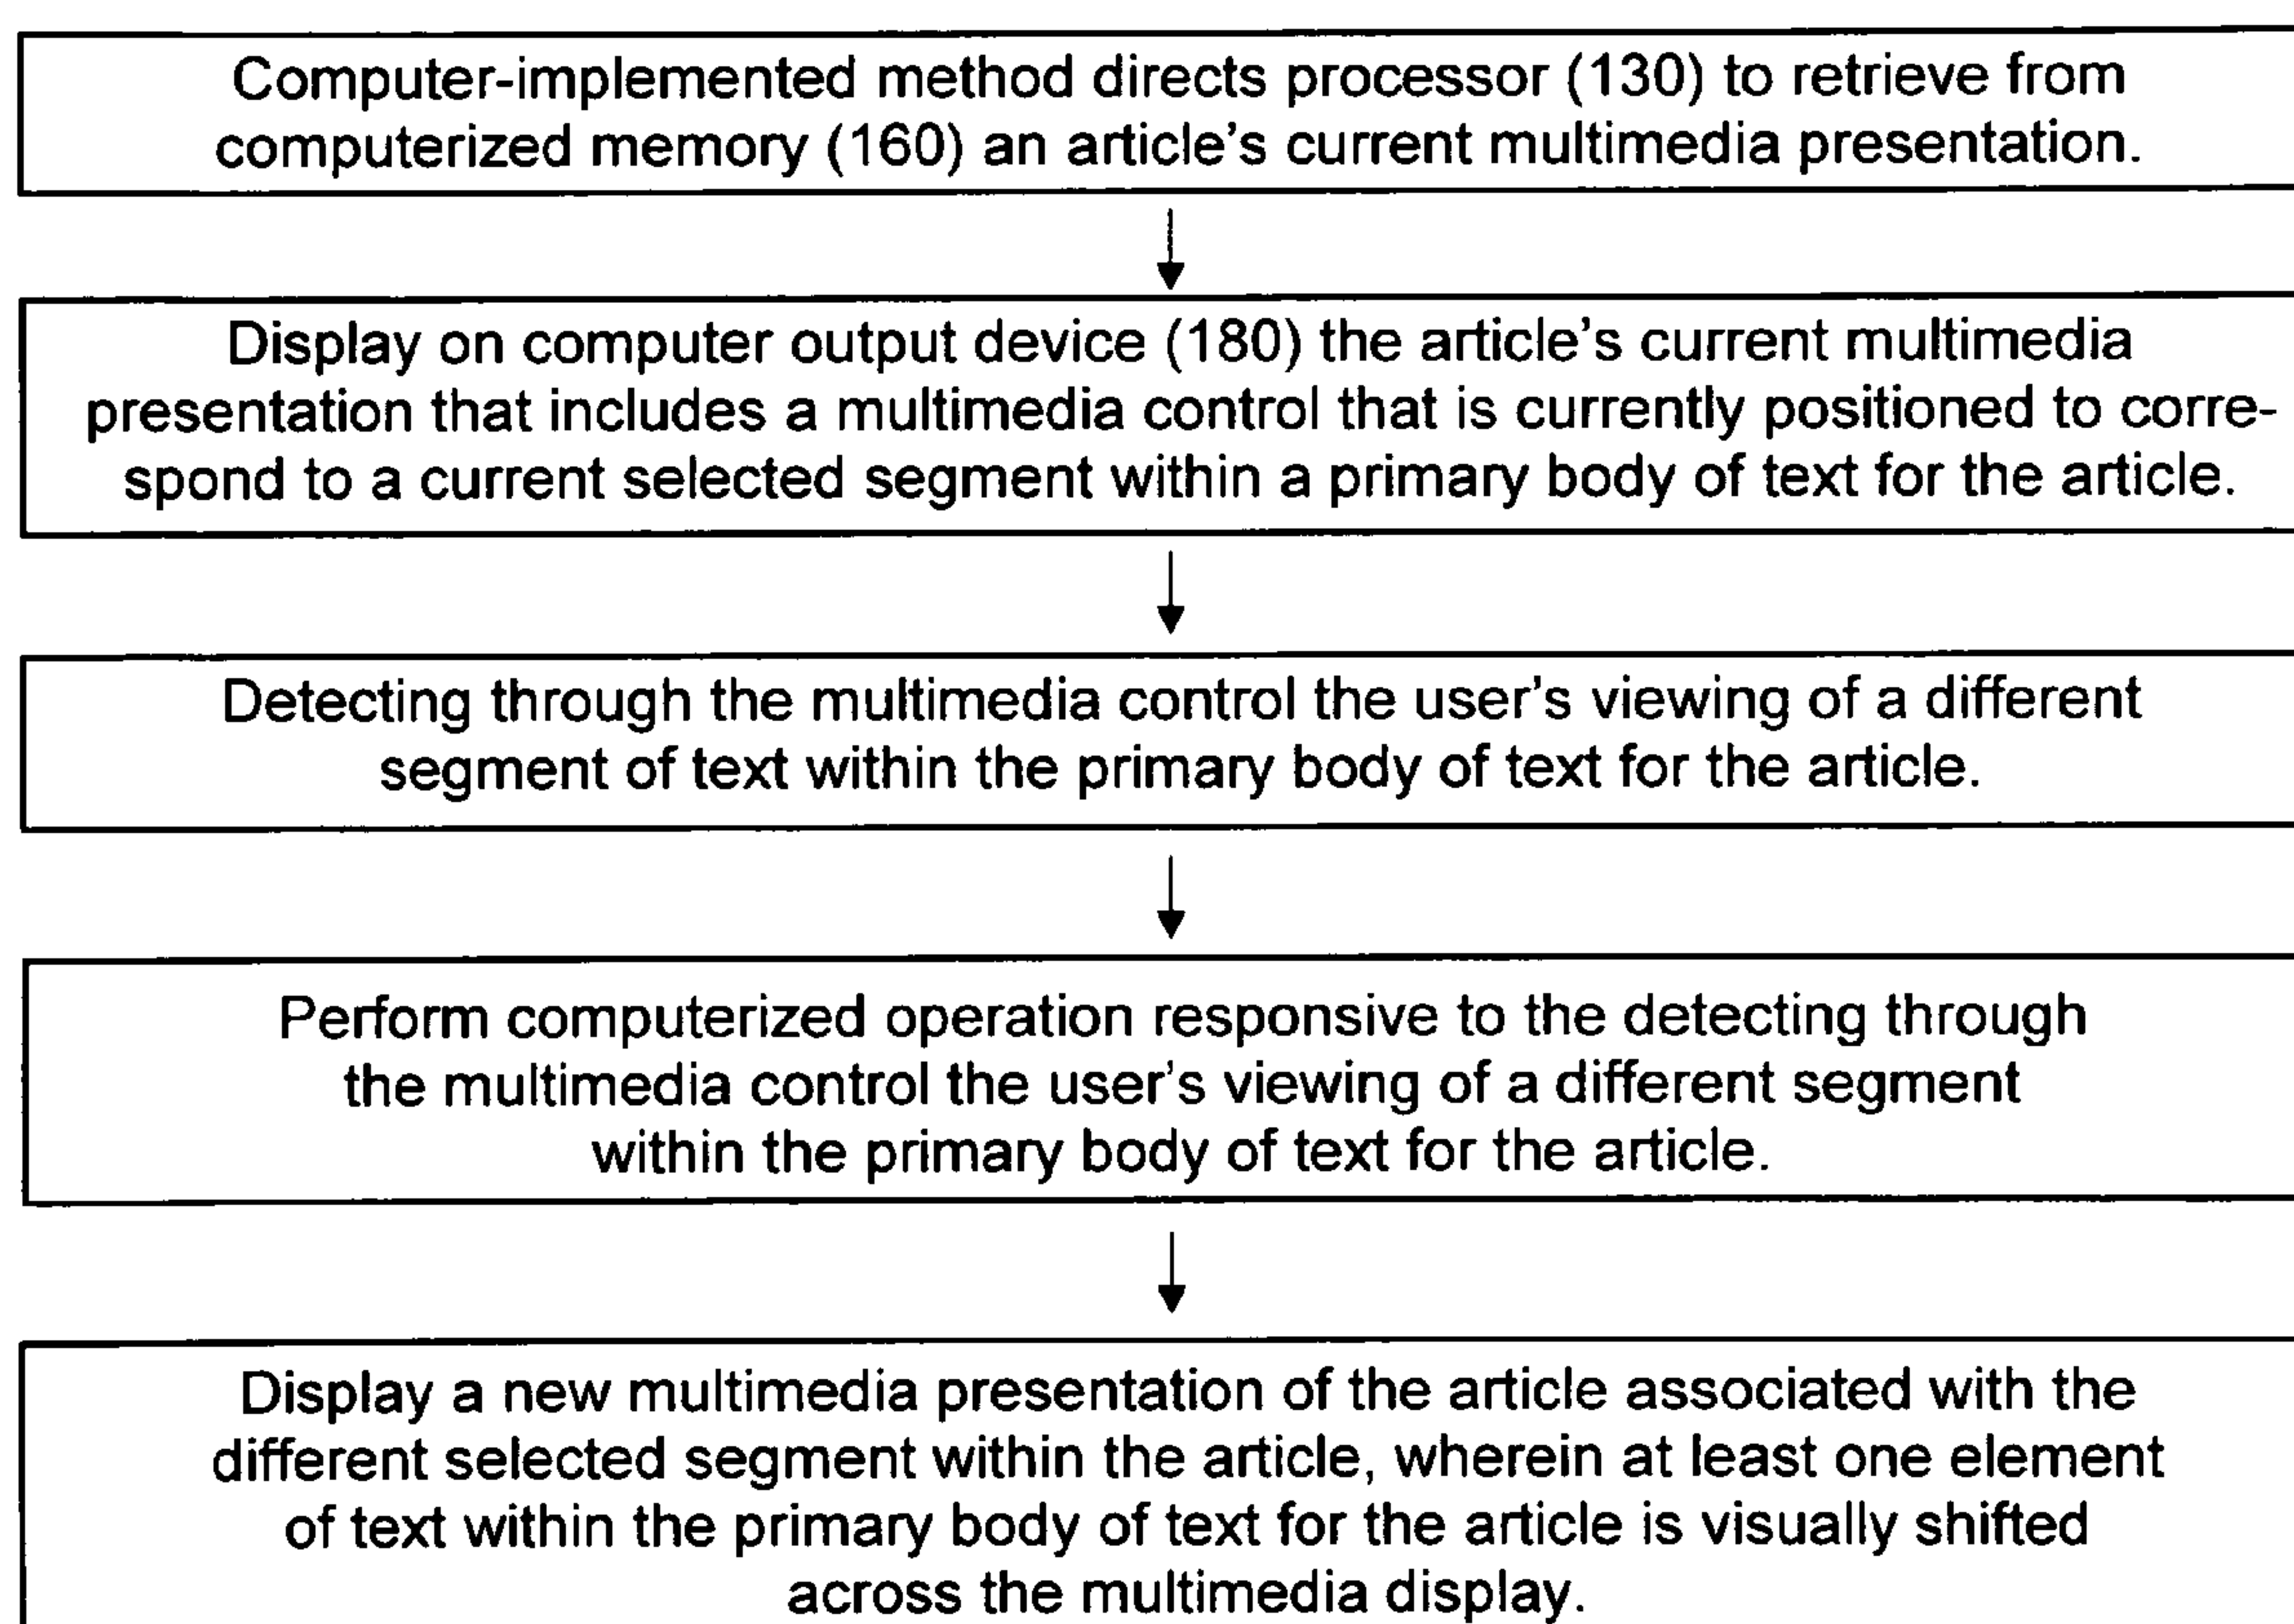 Computer-implemented method directs processor (130) to retrieve from
computerized memory (160) an article's current multimedia presentation.
Display on computer output device (180) the article's current multimedia
presentation that includes a multimedia control that is currently positioned to corre-
spond to a current selected segment within a primary body of text for the article.
Detecting through the multimedia control the user's viewing of a different
segment of text within the primary body of text for the article.
Perform computerized operation responsive to the detecting through
the multimedia control the user's viewing of a different segment
within the primary body of text for the article.
Display a new multimedia presentation of the article associated with the
different selected segment within the article, wherein at least one element
of text within the primary body of text for the article is visually shifted
across the multimedia display.